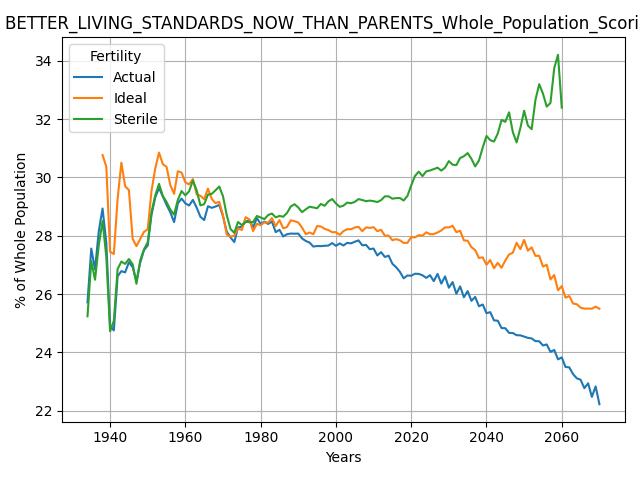 BETTER_LIVING_STANDARDS_NOW_THAN_PARENTS_Whole_Population_Scori
Fertility
Actual
Ideal
Sterile
% of Whole Population
34
32
30
28
26
24
22
1940 1960 1980 2000 2020 2040 2060
Years